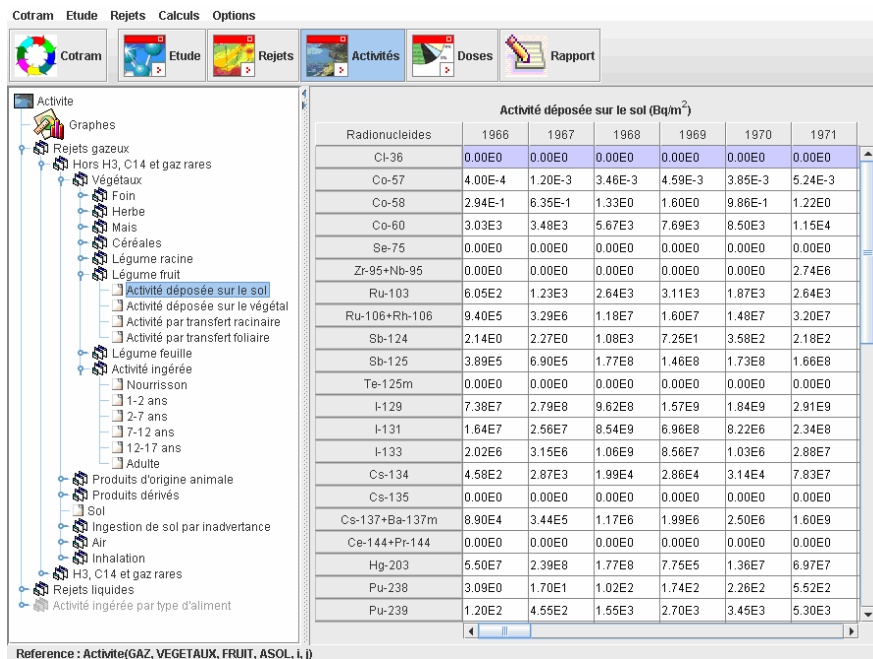 Cotram Etude Rejets Calculs Options
Cotram Etude Rejets Activités Doses Rapport
Activite
Graphes
Rejets gazeux
Hors H3, C14 et gaz rares
Végétaux
Foin
Herbe
Mais
Céréales
Légume racine
Légume fruit
Activité déposée sur le sol
Activité déposée sur le végétal
Activité par transfert racinaire
Activité par transfert foliaire
Légume feuille
Activité ingérée
Nourrisson
1-2 ans
2-7 ans
7-12 ans
12-17 ans
Adulte
Produits d'origine animale
Produits dérivés
Sol
Ingestion de sol par inadvertance
Air
Inhalation
H3, C14 et gaz rares
Rejets liquides
Activité ingérée par type d'aliment
Activité déposée sur le sol (Bq/m²)
Radionucleides 1966 1967 1968 1969 1970 1971
Cl-36 0.00E0 0.00E0 0.00E0 0.00E0 0.00E0 0.00E0
Co-57 4.00E-4 1.20E-3 3.46E-3 4.59E-3 3.85E-3 5.24E-3
Co-58 2.94E-1 6.35E-1 1.33E0 1.60E0 9.86E-1 1.22E0
Co-60 3.03E3 3.48E3 5.67E3 7.69E3 8.50E3 1.15E4
Se-75 0.00E0 0.00E0 0.00E0 0.00E0 0.00E0 0.00E0
Zr-95+Nb-95 0.00E0 0.00E0 0.00E0 0.00E0 0.00E0 2.74E6
Ru-103 6.05E2 1.23E3 2.64E3 3.11E3 1.87E3 2.64E3
Ru-106+Rh-106 9.40E5 3.29E6 1.18E7 1.60E7 1.48E7 3.20E7
Sb-124 2.14E0 2.27E0 1.08E3 7.25E1 3.58E2 2.18E2
Sb-125 3.89E5 6.90E5 1.77E8 1.46E8 1.73E8 1.66E8
Te-125m 0.00E0 0.00E0 0.00E0 0.00E0 0.00E0 0.00E0
I-129 7.38E7 2.79E8 9.62E8 1.57E9 1.84E9 2.91E9
I-131 1.64E7 2.56E7 8.54E9 6.96E8 8.22E6 2.34E8
I-133 2.02E6 3.15E6 1.06E9 8.56E7 1.03E6 2.88E7
Cs-134 4.58E2 2.87E3 1.99E4 2.86E4 3.14E4 7.83E7
Cs-135 0.00E0 0.00E0 0.00E0 0.00E0 0.00E0 0.00E0
Cs-137+Ba-137m 8.90E4 3.44E5 1.17E6 1.99E6 2.50E6 1.60E9
Ce-144+Pr-144 0.00E0 0.00E0 0.00E0 0.00E0 0.00E0 0.00E0
Hg-203 5.50E7 2.39E8 1.77E8 7.75E5 1.36E7 6.97E7
Pu-238 3.09E0 1.70E1 1.02E2 1.74E2 2.26E2 5.52E2
Pu-239 1.20E2 4.55E2 1.55E3 2.70E3 3.45E3 5.30E3
Reference : Activite(GAZ, VEGETAUX, FRUIT, ASOL, i, j)